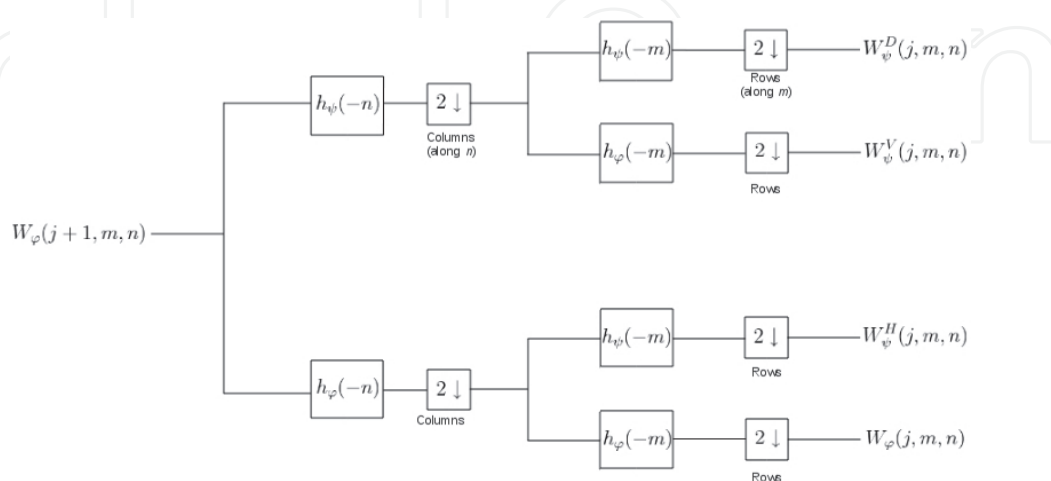 h_ψ(−m)
2 ↓
W_ψ^D(j, m, n)
Rows
(along m)
h_ψ(−n)
2 ↓
Columns
(along n)
h_φ(−m)
2 ↓
W_ψ^V(j, m, n)
Rows
W_φ(j + 1, m, n)
h_ψ(−m)
2 ↓
W_ψ^H(j, m, n)
Rows
h_φ(−n)
2 ↓
Columns
h_φ(−m)
2 ↓
W_φ(j, m, n)
Rows